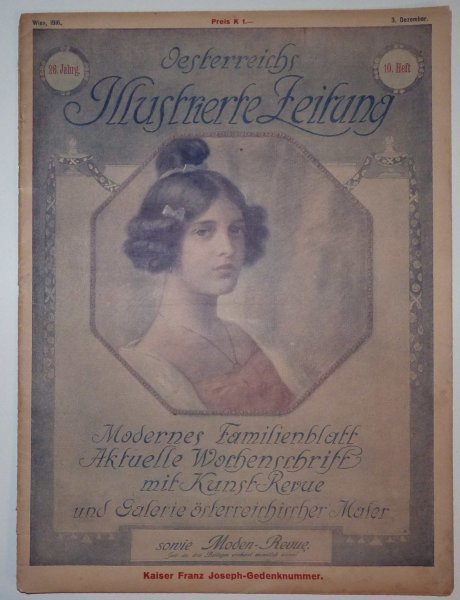 Wien, 1916.
Preis K 1.—
3. Dezember.
26. Jahrg.
Oesterreichs
10. Heft
Illustrierte Zeitung
Modernes Familienblatt
Aktuelle Wochenschrift
mit Kunst-Revue
und Galerie österreichischer Maler
sowie Moden-Revue.
Kaiser Franz Joseph-Gedenknummer.